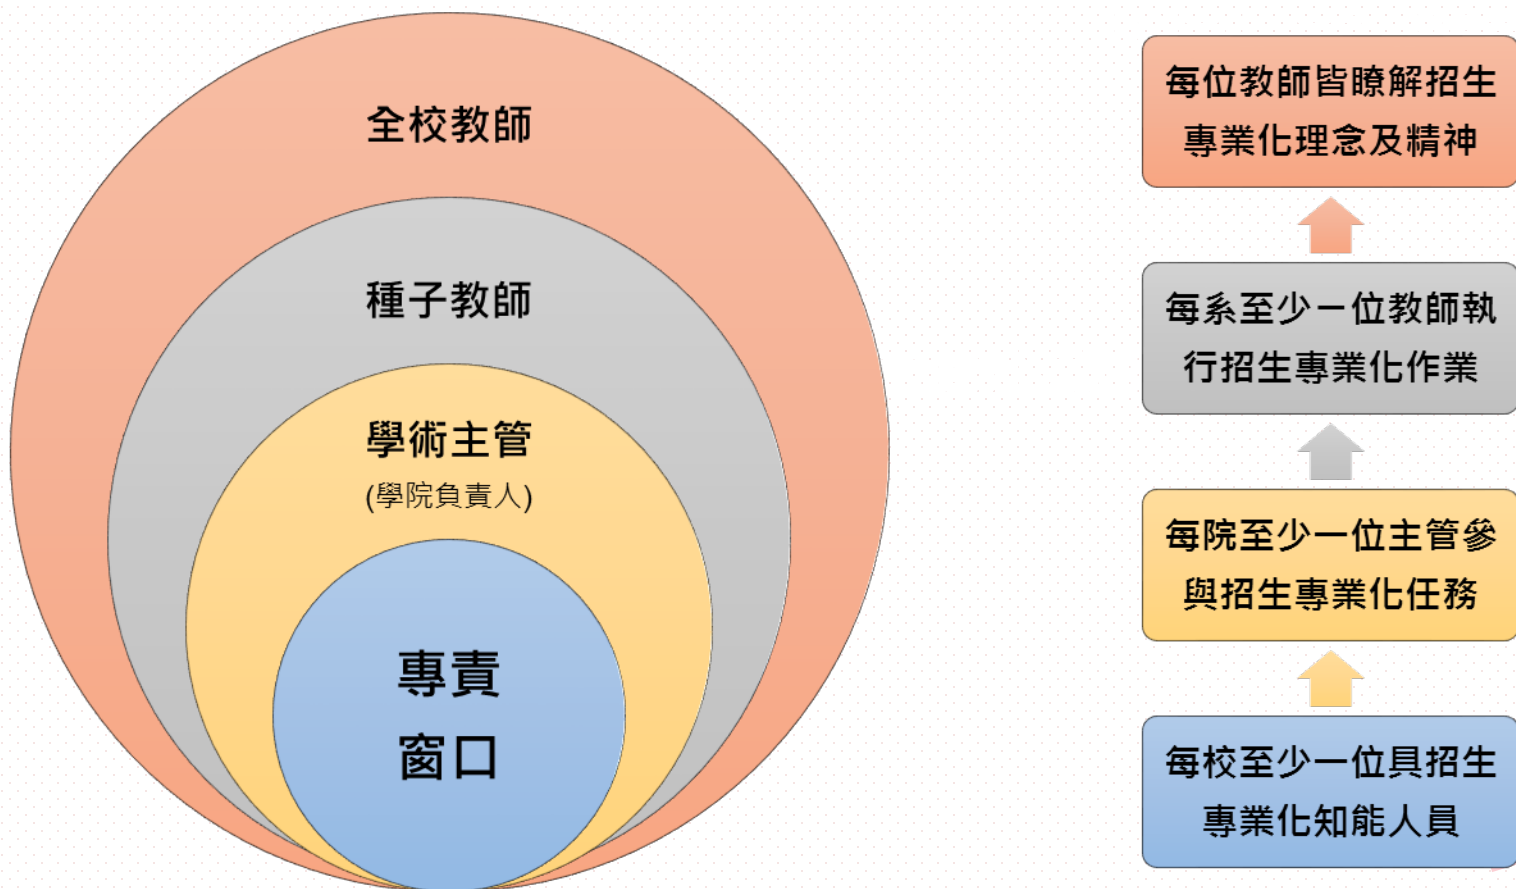 全校教師
種子教師
學術主管
(學院負責人)
專責
窗口
每位教師皆瞭解招生
專業化理念及精神
每系至少一位教師執
行招生專業化作業
每院至少一位主管參
與招生專業化任務
每校至少一位具招生
專業化知能人員